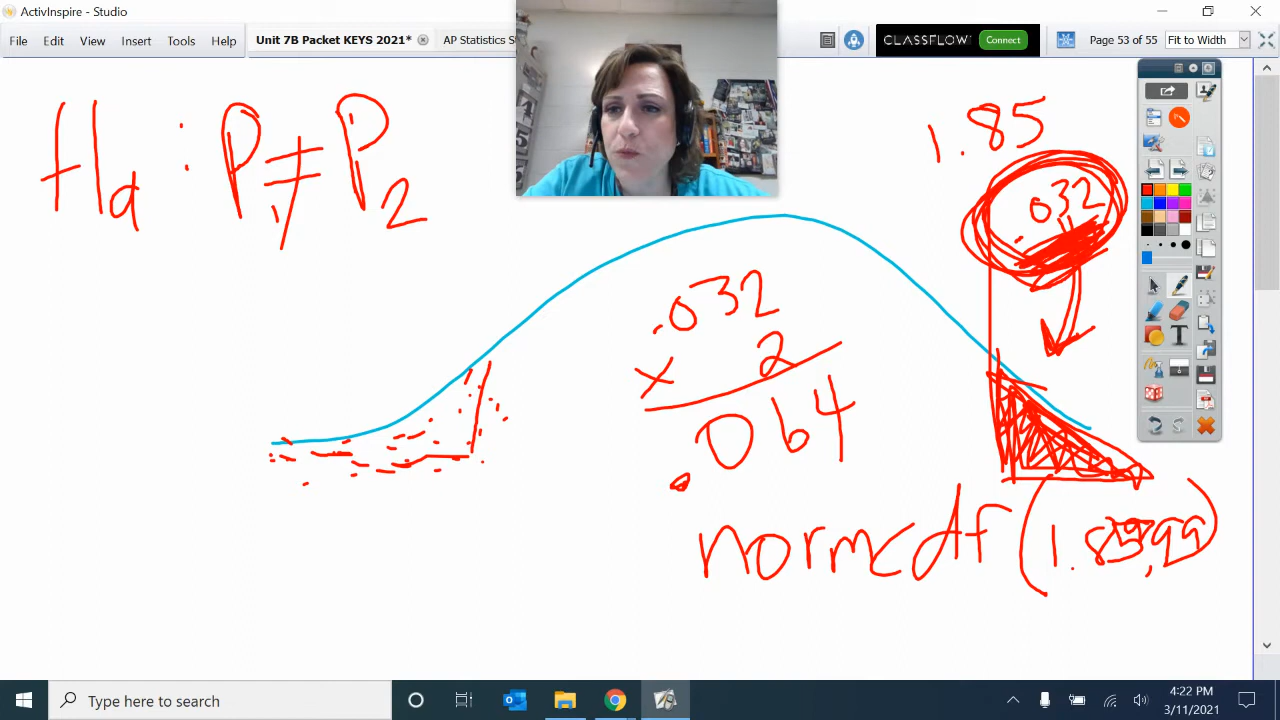 ActivInspire - Studio
File Edit View Insert Tools Help
Unit 7B Packet KEYS 2021*
AP Statistics S
CLASSFLOW Connect
Page 53 of 55
Fit to Width
Ha : P1 ≠ P2
1.85
.032
.032
x 2
.064
normcdf (1.85,99)
Type here to search
4:22 PM
3/11/2021